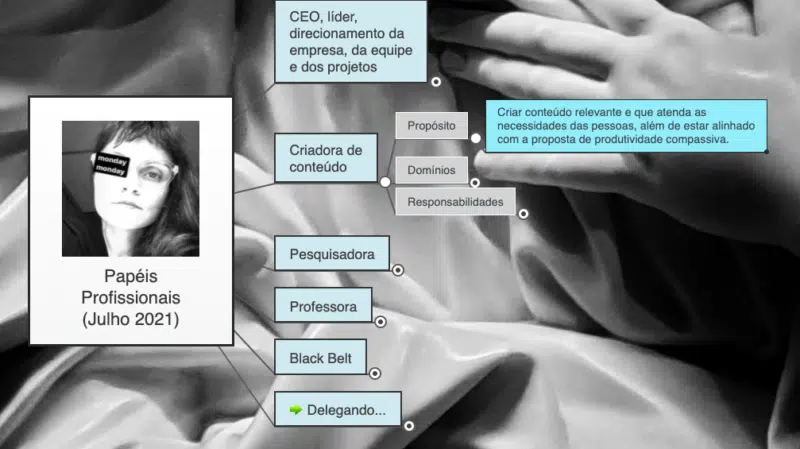 CEO, líder,
direcionamento da
empresa, da equipe
e dos projetos
Criadora de
conteúdo
Propósito
Criar conteúdo relevante e que atenda as
necessidades das pessoas, além de estar alinhado
com a proposta de produtividade compassiva.
Domínios
Responsabilidades
monday
monday
Papéis
Profissionais
(Julho 2021)
Pesquisadora
Professora
Black Belt
Delegando...